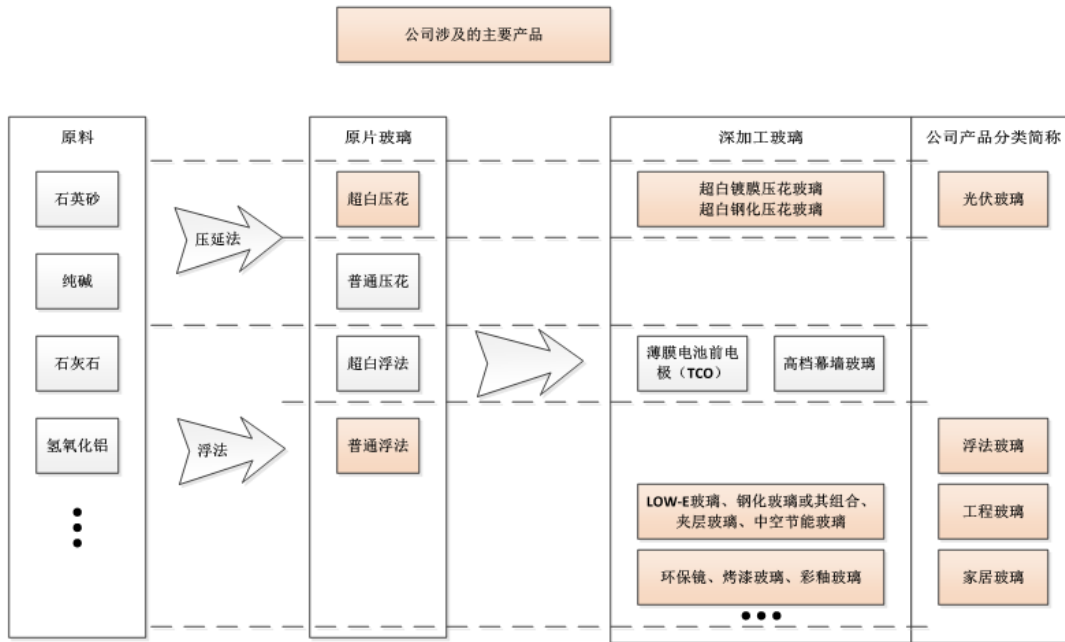 公司涉及的主要产品
原料
原片玻璃
深加工玻璃
公司产品分类简称
石英砂
超白压花
超白镀膜压花玻璃
超白钢化压花玻璃
光伏玻璃
压延法
纯碱
普通压花
石灰石
超白浮法
薄膜电池前电
极（TCO）
高档幕墙玻璃
氢氧化铝
浮法
普通浮法
浮法玻璃
LOW-E玻璃、钢化玻璃或其组合、
夹层玻璃、中空节能玻璃
工程玻璃
环保镜、烤漆玻璃、彩釉玻璃
家居玻璃